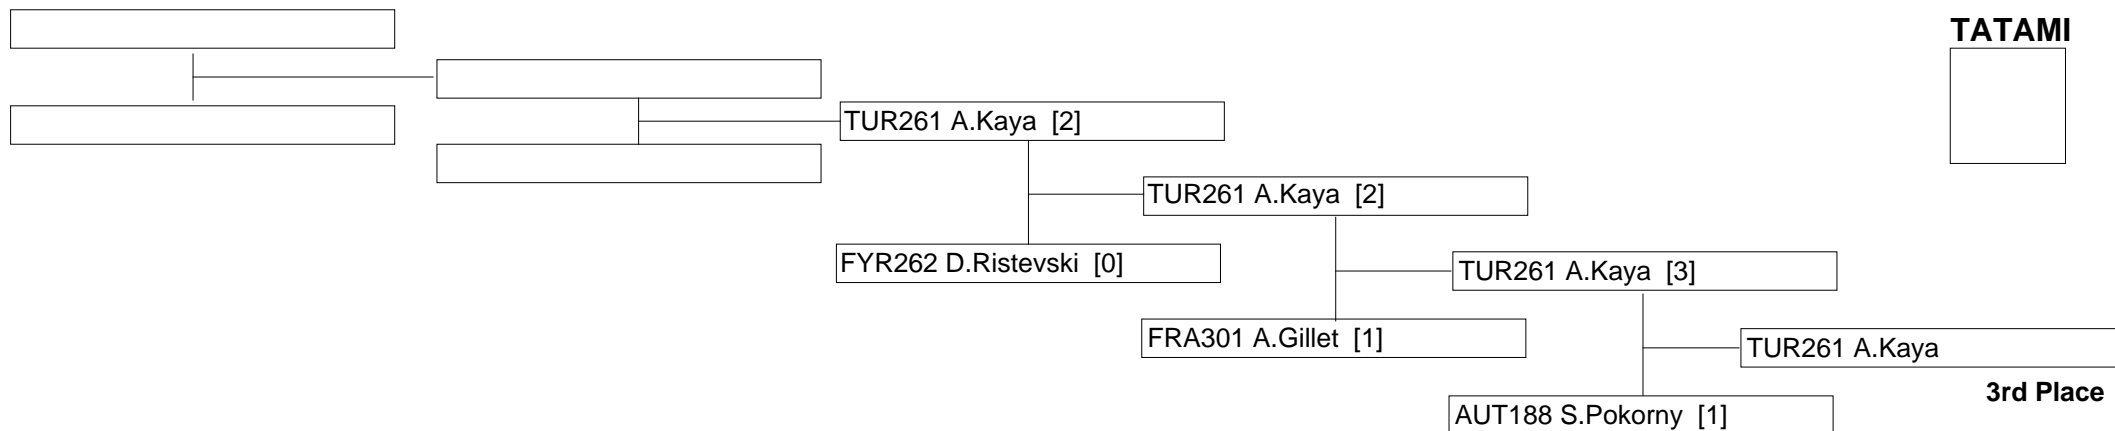 TATAMI
TUR261 A.Kaya [2]
TUR261 A.Kaya [2]
FYR262 D.Ristevski [0]
TUR261 A.Kaya [3]
FRA301 A.Gillet [1]
TUR261 A.Kaya
3rd Place
AUT188 S.Pokorny [1]